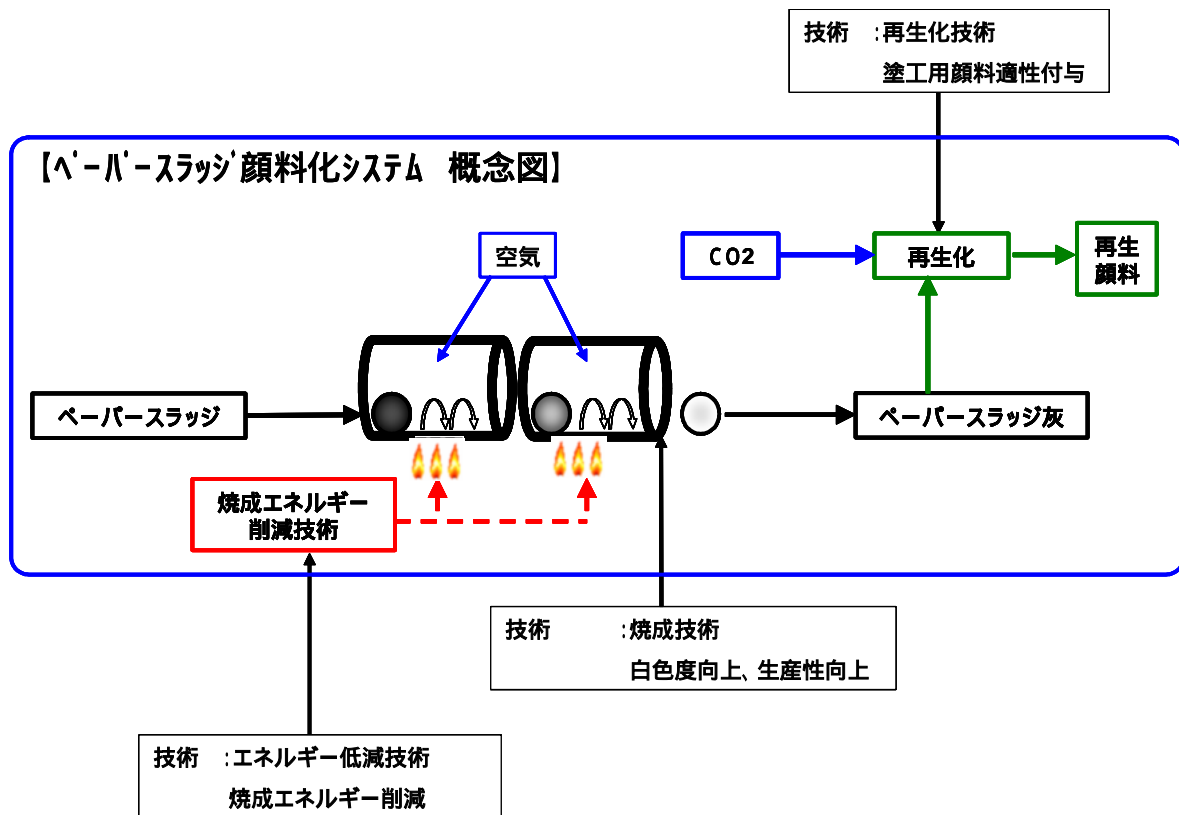 技術　：再生化技術
塗工用顔料適性付与
【ﾍﾟｰﾊﾟｰｽﾗｯｼﾞ顔料化ｼｽﾃﾑ　概念図】
空気
CO2
再生化
再生
顔料
ペーパースラッジ
ペーパースラッジ灰
焼成エネルギー
削減技術
技術　　　：焼成技術
白色度向上、生産性向上
技術　：エネルギー低減技術
焼成エネルギー削減